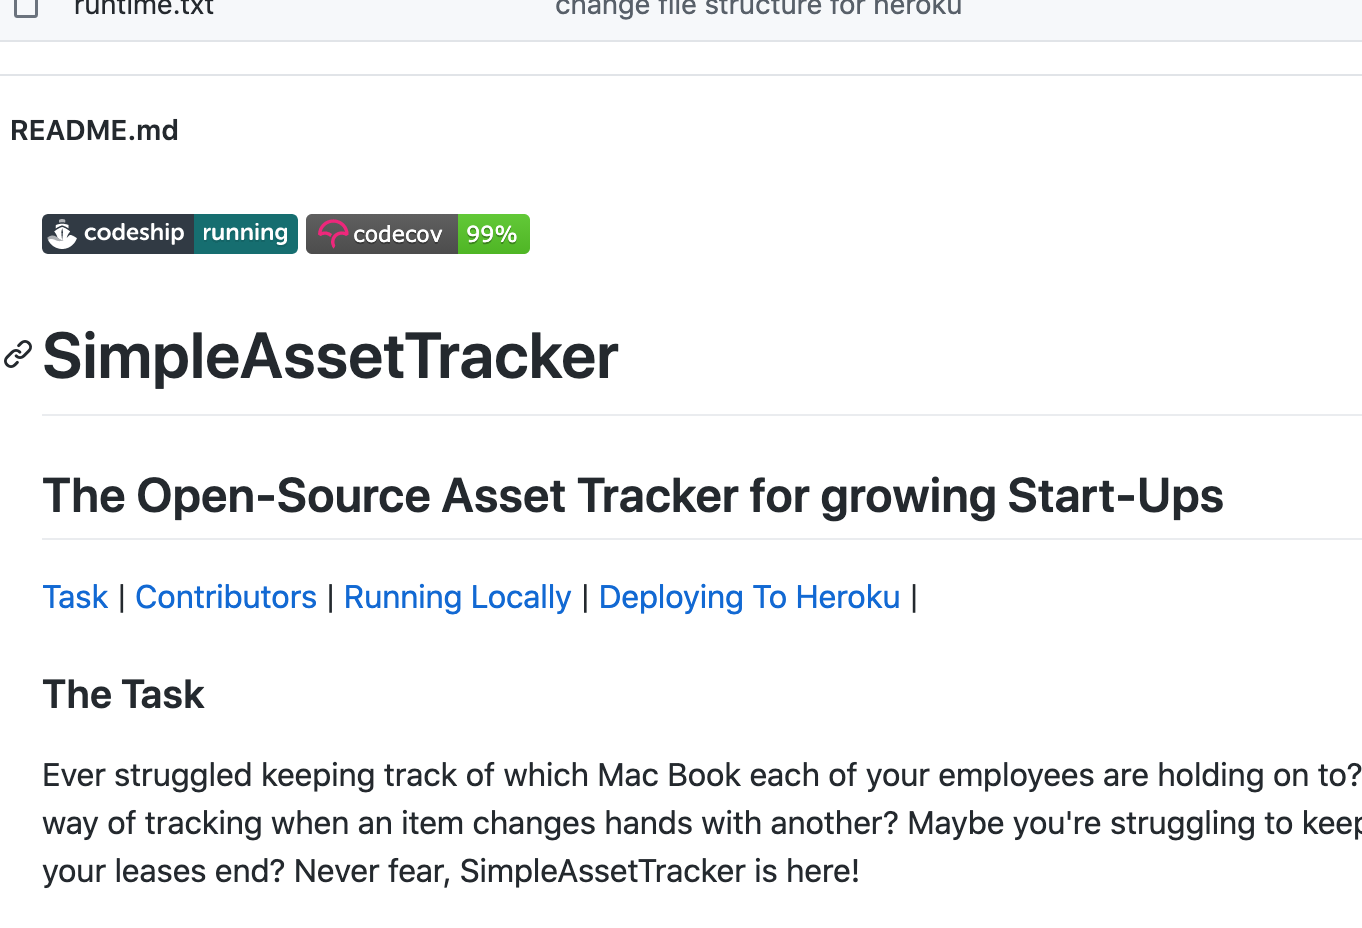 runtime.txt change file structure for heroku
README.md
codeship running codecov 99%
SimpleAssetTracker
The Open-Source Asset Tracker for growing Start-Ups
Task | Contributors | Running Locally | Deploying To Heroku |
The Task
Ever struggled keeping track of which Mac Book each of your employees are holding on to?
way of tracking when an item changes hands with another? Maybe you're struggling to keep
your leases end? Never fear, SimpleAssetTracker is here!